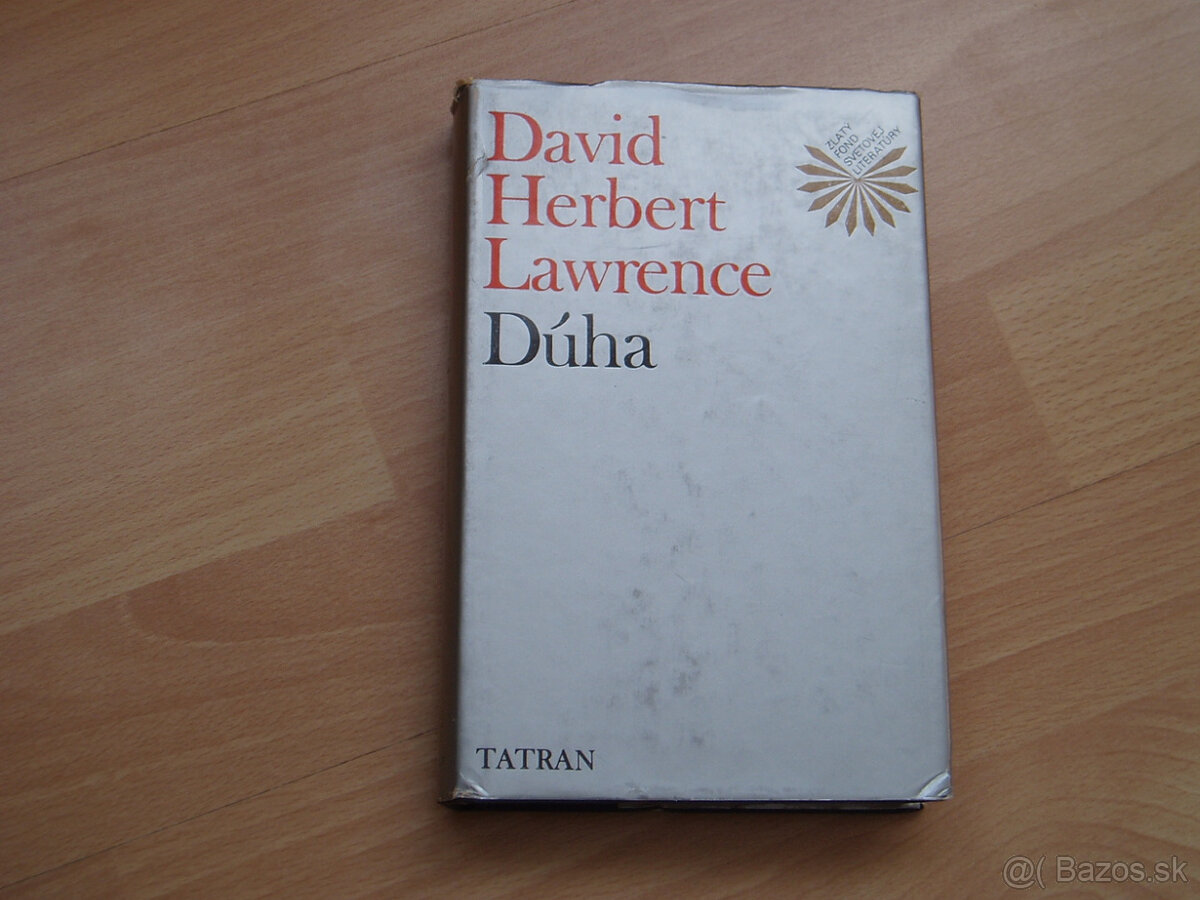 David
Herbert
Lawrence
Dúha
ZLATÝ
FOND
SVETOVEJ
LITERATÚRY
TATRAN
@( Bazos.sk